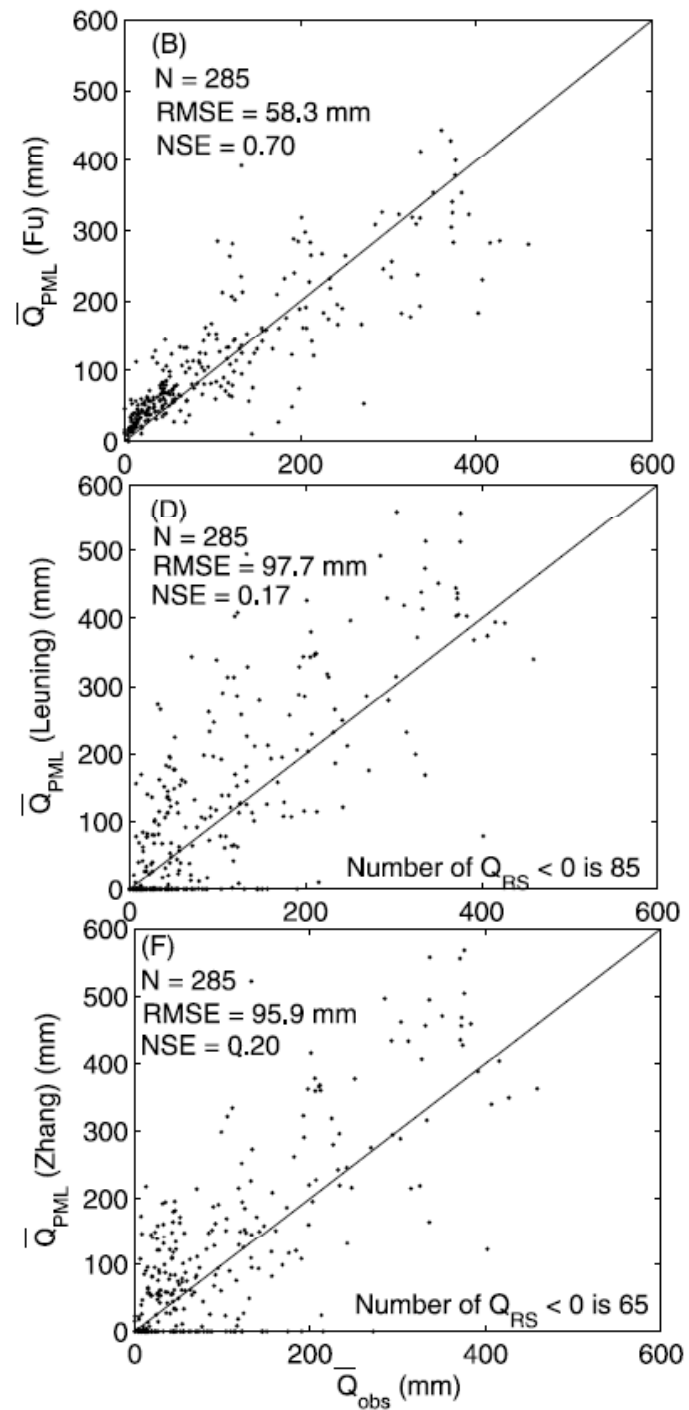 600
(B)
N = 285
500
RMSE = 58.3 mm
NSE = 0.70
400
300
200
100
0
0 200 400 600
Q̅PML (Fu) (mm)
600
(D)
N = 285
500
RMSE = 97.7 mm
NSE = 0.17
400
300
200
100
Number of QRS < 0 is 85
0
0 200 400 600
Q̅PML (Leuning) (mm)
600
(F)
N = 285
500
RMSE = 95.9 mm
NSE = 0.20
400
300
200
100
Number of QRS < 0 is 65
0
0 200 400 600
Q̅PML (Zhang) (mm)
Q̅obs (mm)